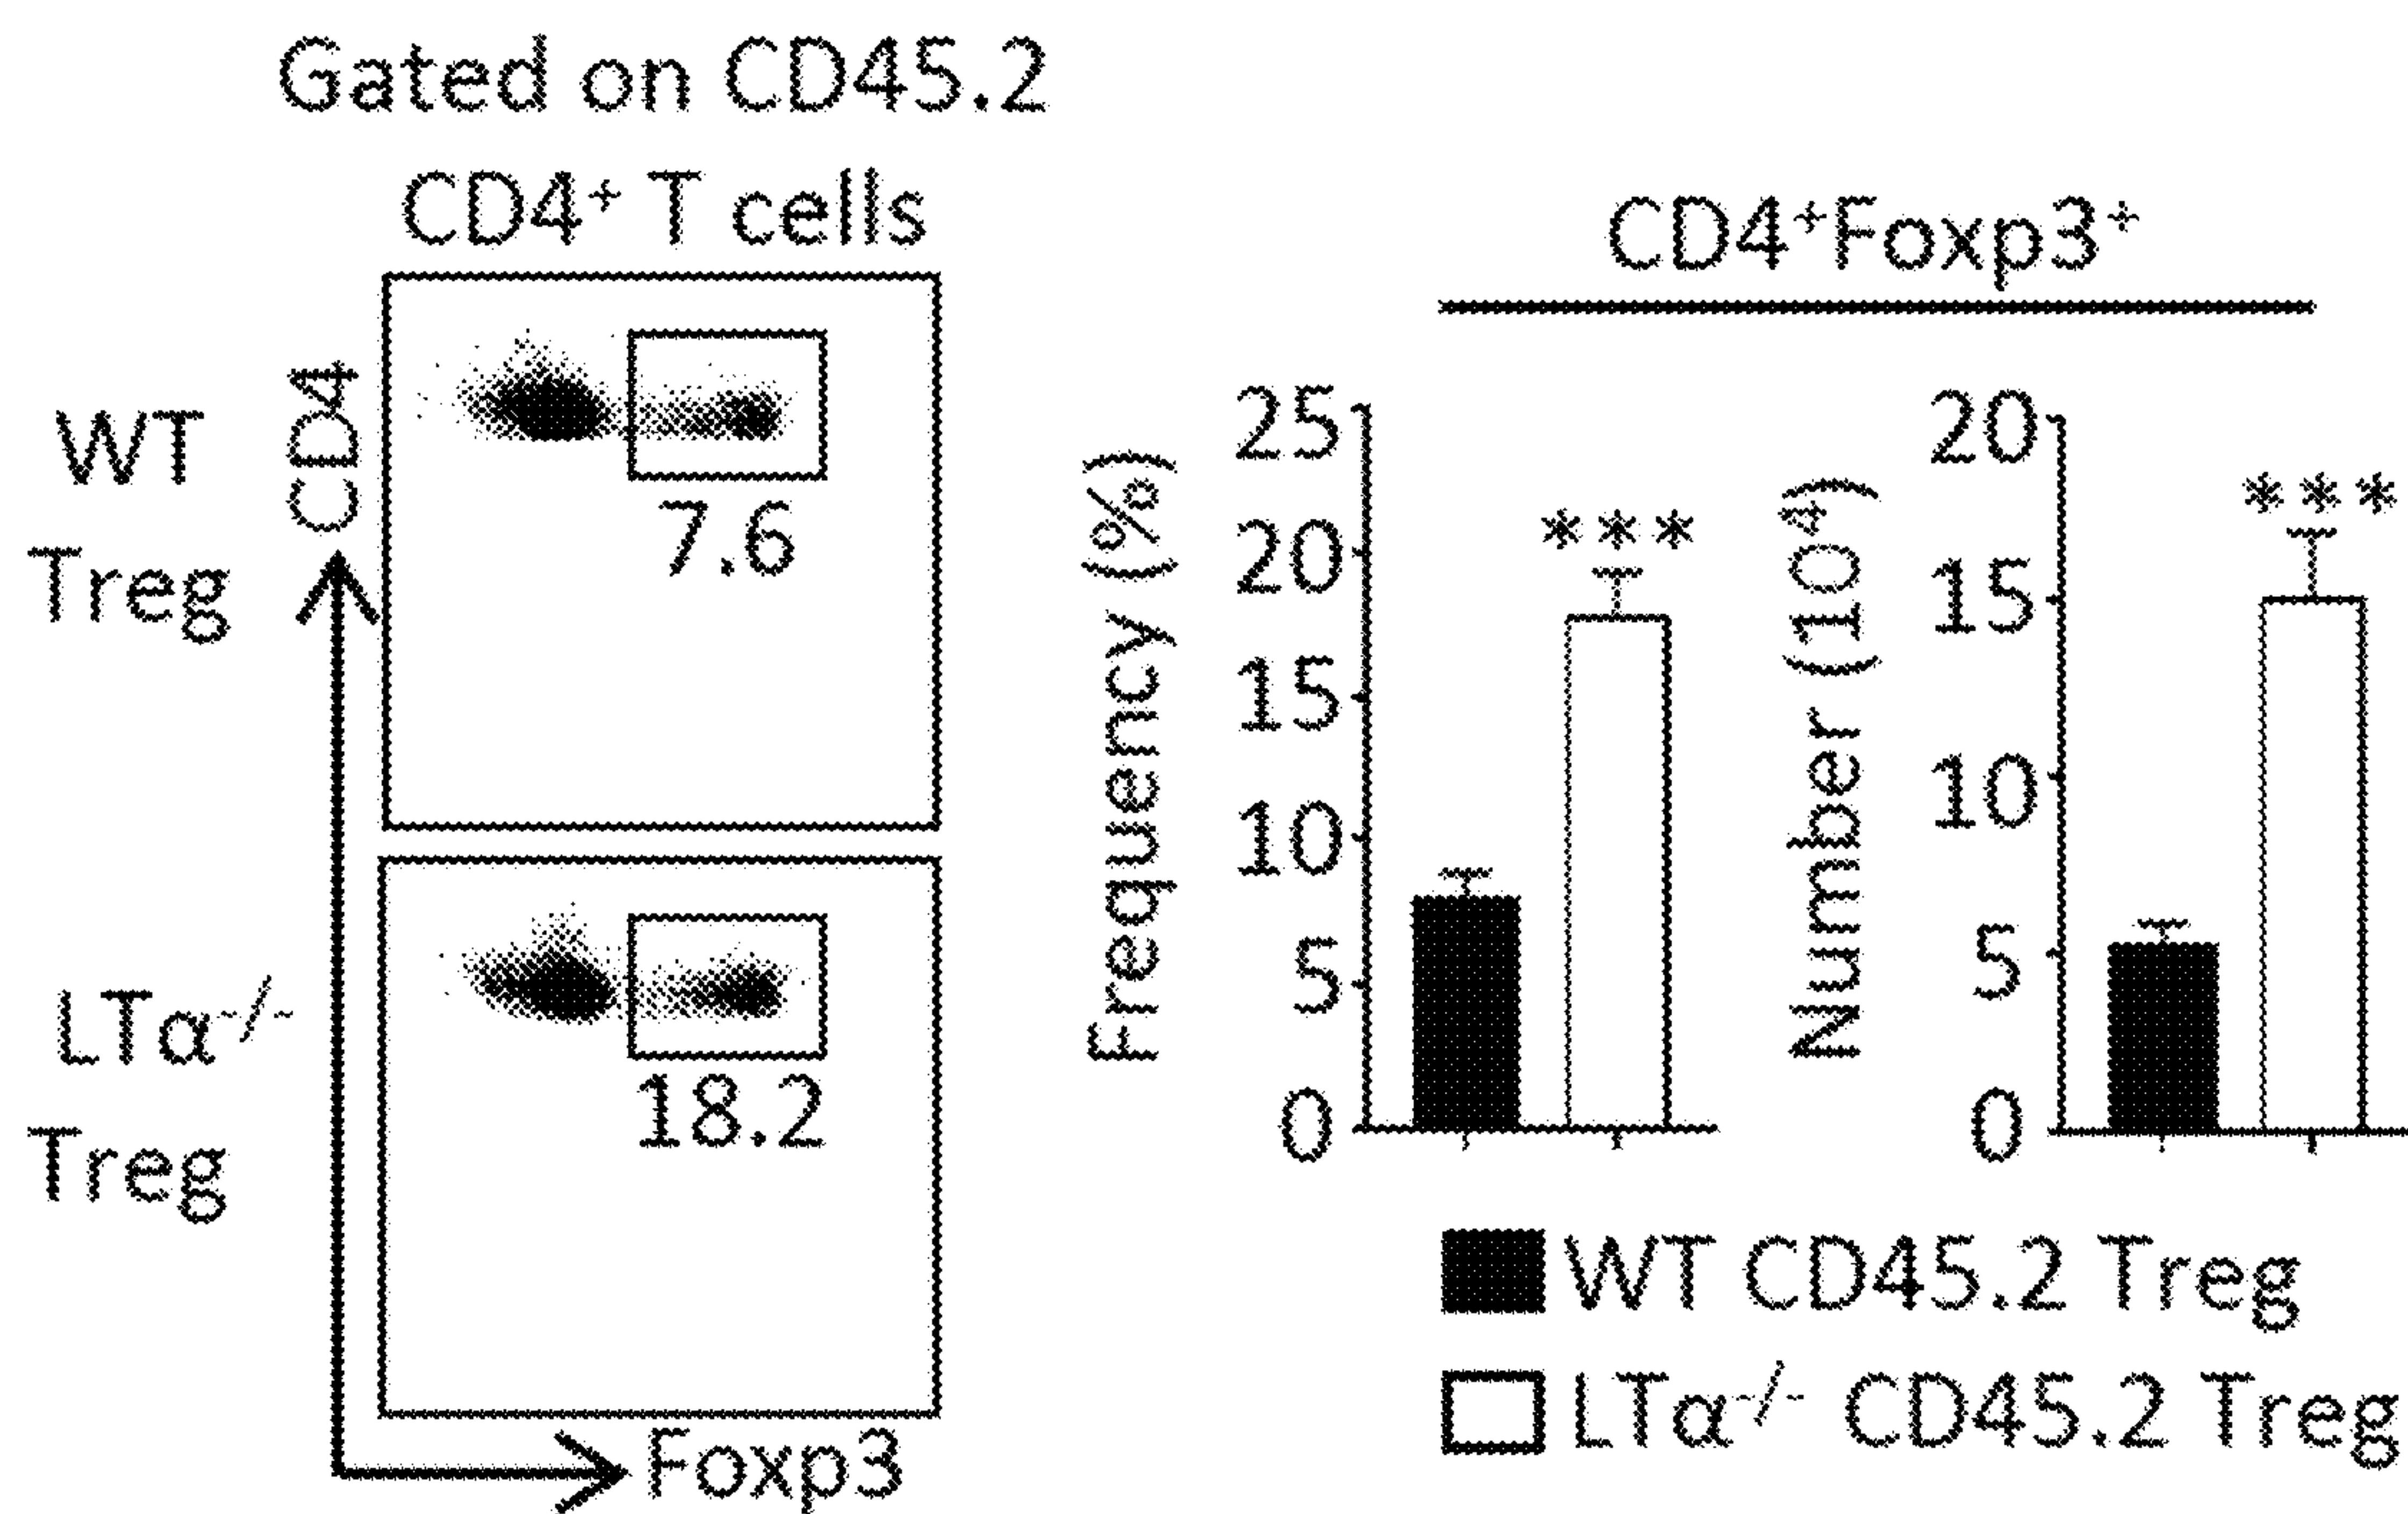 Gated on CD45.2
CD4⁺ T cells
WT
Treg
CD4
7.6
LTα⁻/⁻
Treg
18.2
Foxp3
CD4⁺Foxp3⁺
Frequency (%)
25
20
15
10
5
0
***
Number (10⁴)
20
15
10
5
0
***
WT CD45.2 Treg
LTα⁻/⁻ CD45.2 Treg